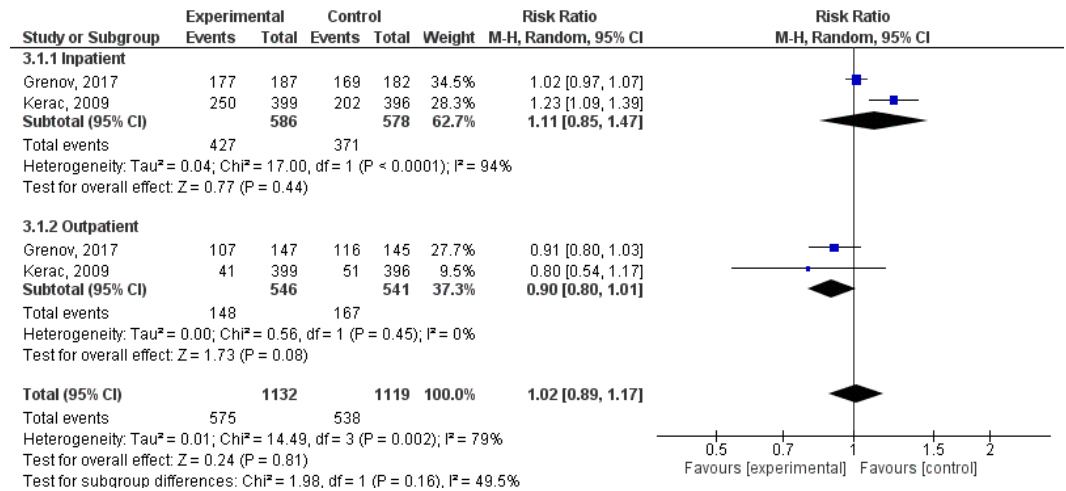 Experimental Control Risk Ratio Risk Ratio
Study or Subgroup Events Total Events Total Weight M-H, Random, 95% CI M-H, Random, 95% CI
3.1.1 Inpatient
Grenov, 2017 177 187 169 182 34.5% 1.02 [0.97, 1.07]
Kerac, 2009 250 399 202 396 28.3% 1.23 [1.09, 1.39]
Subtotal (95% CI) 586 578 62.7% 1.11 [0.85, 1.47]
Total events 427 371
Heterogeneity: Tau² = 0.04; Chi² = 17.00, df = 1 (P < 0.0001); I² = 94%
Test for overall effect: Z = 0.77 (P = 0.44)
3.1.2 Outpatient
Grenov, 2017 107 147 116 145 27.7% 0.91 [0.80, 1.03]
Kerac, 2009 41 399 51 396 9.5% 0.80 [0.54, 1.17]
Subtotal (95% CI) 546 541 37.3% 0.90 [0.80, 1.01]
Total events 148 167
Heterogeneity: Tau² = 0.00; Chi² = 0.56, df = 1 (P = 0.45); I² = 0%
Test for overall effect: Z = 1.73 (P = 0.08)
Total (95% CI) 1132 1119 100.0% 1.02 [0.89, 1.17]
Total events 575 538
Heterogeneity: Tau² = 0.01; Chi² = 14.49, df = 3 (P = 0.002); I² = 79%
Test for overall effect: Z = 0.24 (P = 0.81)
Test for subgroup differences: Chi² = 1.98, df = 1 (P = 0.16), I² = 49.5%
0.5 0.7 1 1.5 2
Favours [experimental] Favours [control]